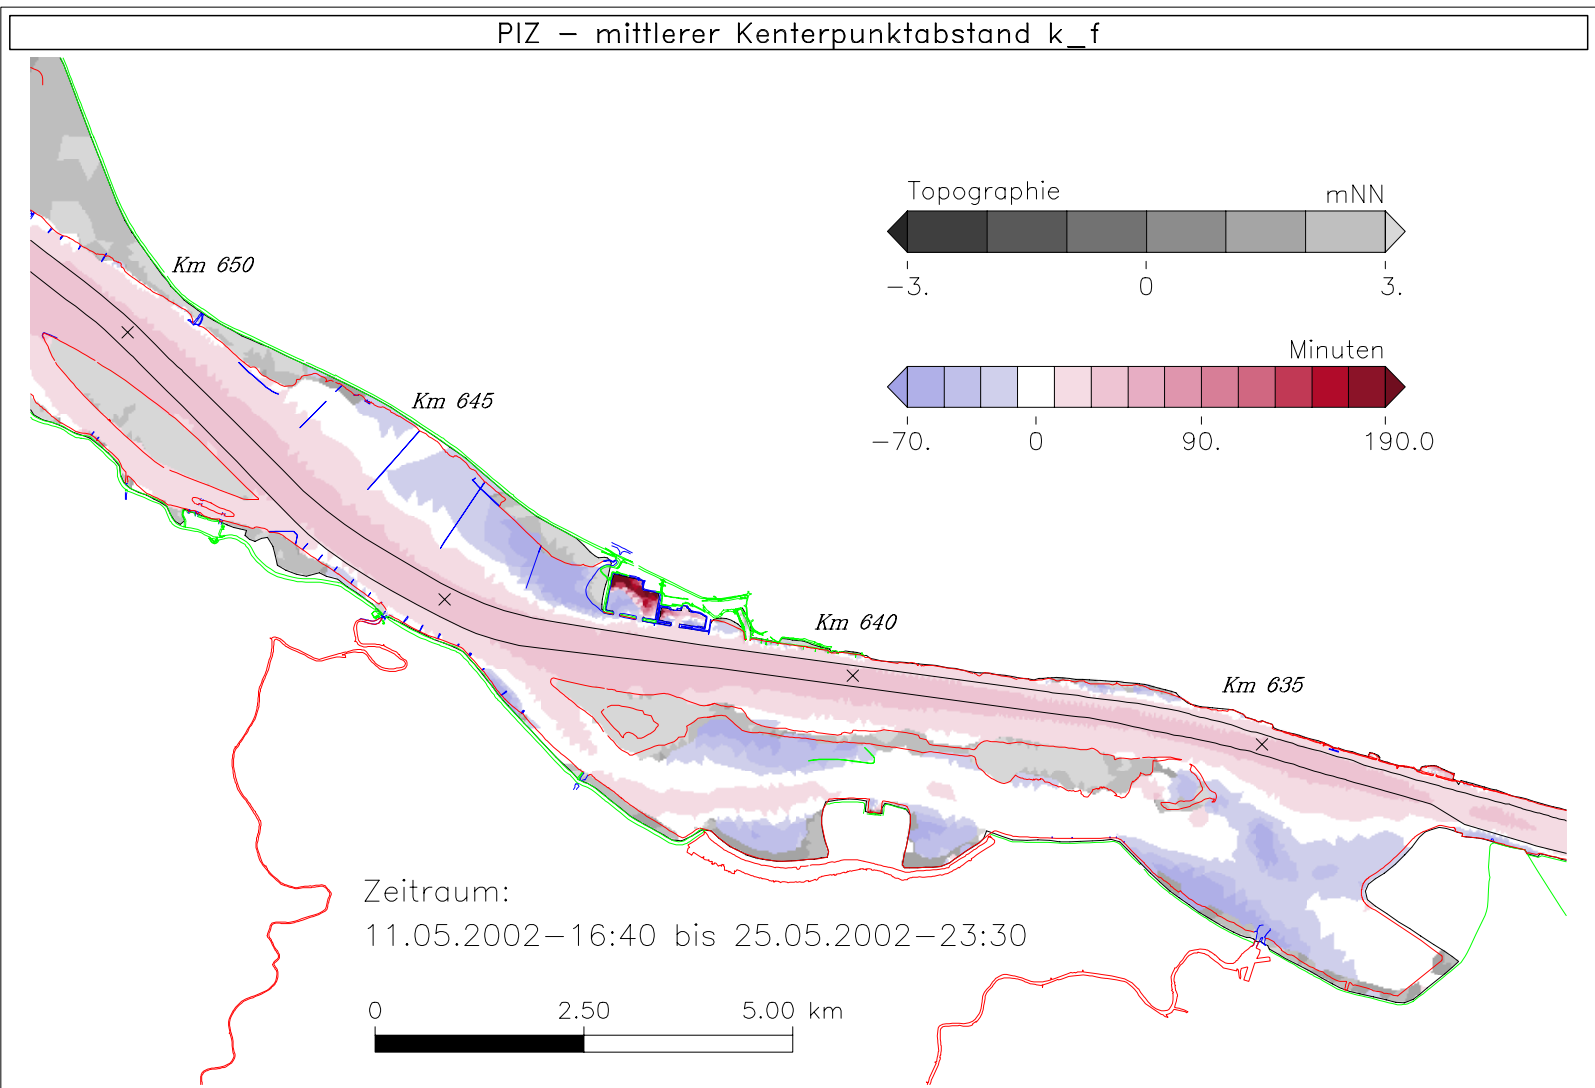 PIZ - mittlerer Kenterpunktabstand k_f
Topographie mNN
-3. 0 3.
Km 650
Minuten
-70. 0 90. 190.0
Km 645
Km 640
Km 635
Zeitraum:
11.05.2002-16:40 bis 25.05.2002-23:30
0 2.50 5.00 km